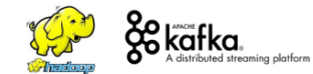 hadoop
APACHE
kafka.
A distributed streaming platform